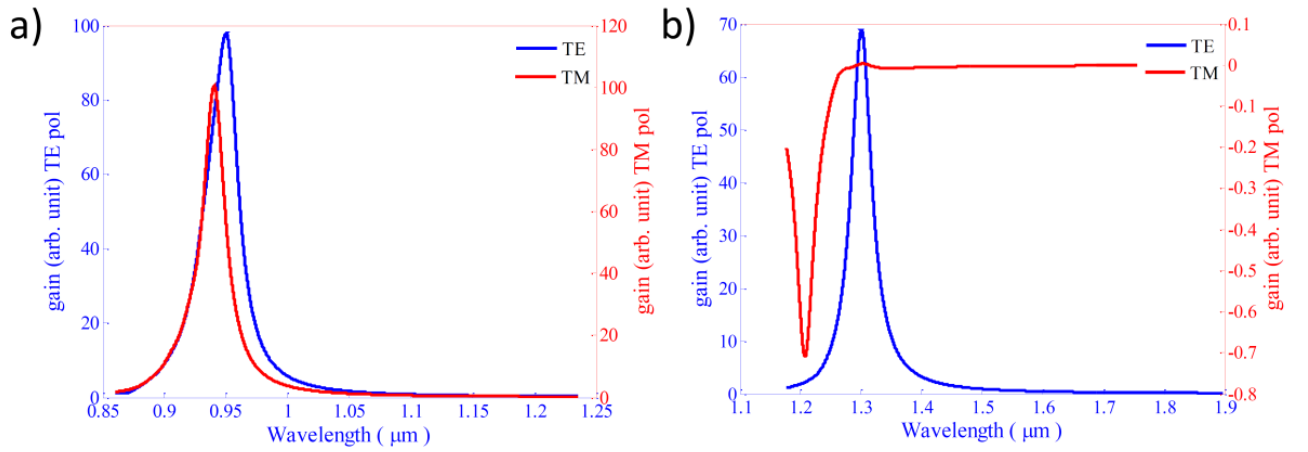 a)
100
80
60
40
20
0
gain (arb. unit) TE pol
120
100
80
60
40
20
0
gain (arb. unit) TM pol
TE
TM
0.85 0.9 0.95 1 1.05 1.1 1.15 1.2 1.25
Wavelength ( μm )
b)
70
60
50
40
30
20
10
0
gain (arb. unit) TE pol
0.1
0
-0.1
-0.2
-0.3
-0.4
-0.5
-0.6
-0.7
-0.8
gain (arb. unit) TM pol
TE
TM
1.1 1.2 1.3 1.4 1.5 1.6 1.7 1.8 1.9
Wavelength ( μm )